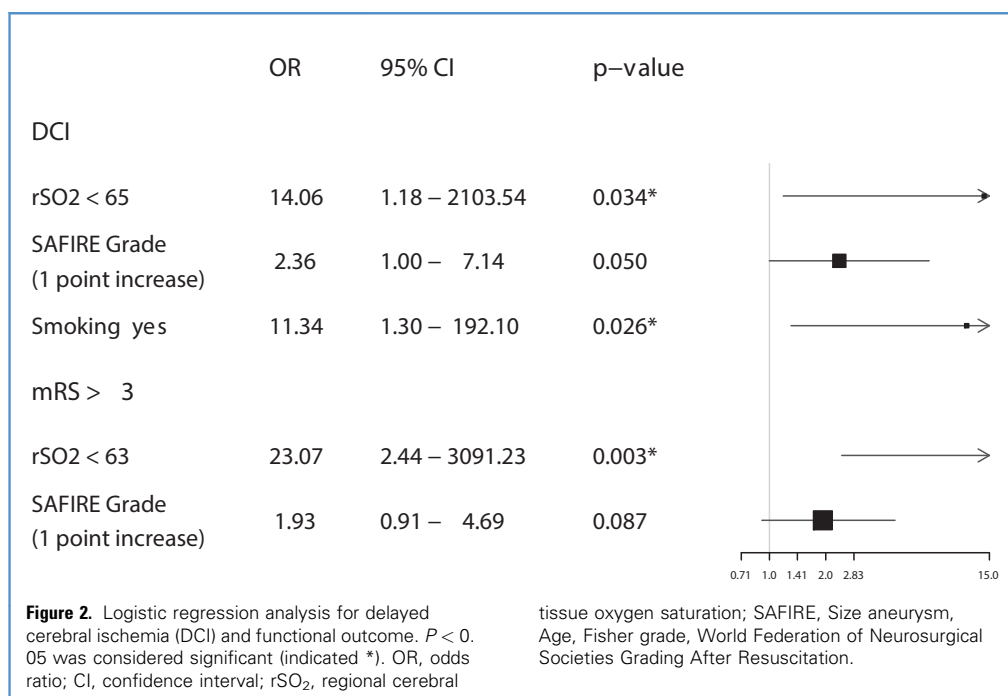 OR 95% CI p–value
DCI
rSO2 < 65 14.06 1.18 – 2103.54 0.034*
SAFIRE Grade
(1 point increase) 2.36 1.00 – 7.14 0.050
Smoking yes 11.34 1.30 – 192.10 0.026*
mRS > 3
rSO2 < 63 23.07 2.44 – 3091.23 0.003*
SAFIRE Grade
(1 point increase) 1.93 0.91 – 4.69 0.087
0.71 1.0 1.41 2.0 2.83 15.0
Figure 2. Logistic regression analysis for delayed
cerebral ischemia (DCI) and functional outcome. P < 0.
05 was considered significant (indicated *). OR, odds
ratio; CI, confidence interval; rSO₂, regional cerebral
tissue oxygen saturation; SAFIRE, Size aneurysm,
Age, Fisher grade, World Federation of Neurosurgical
Societies Grading After Resuscitation.